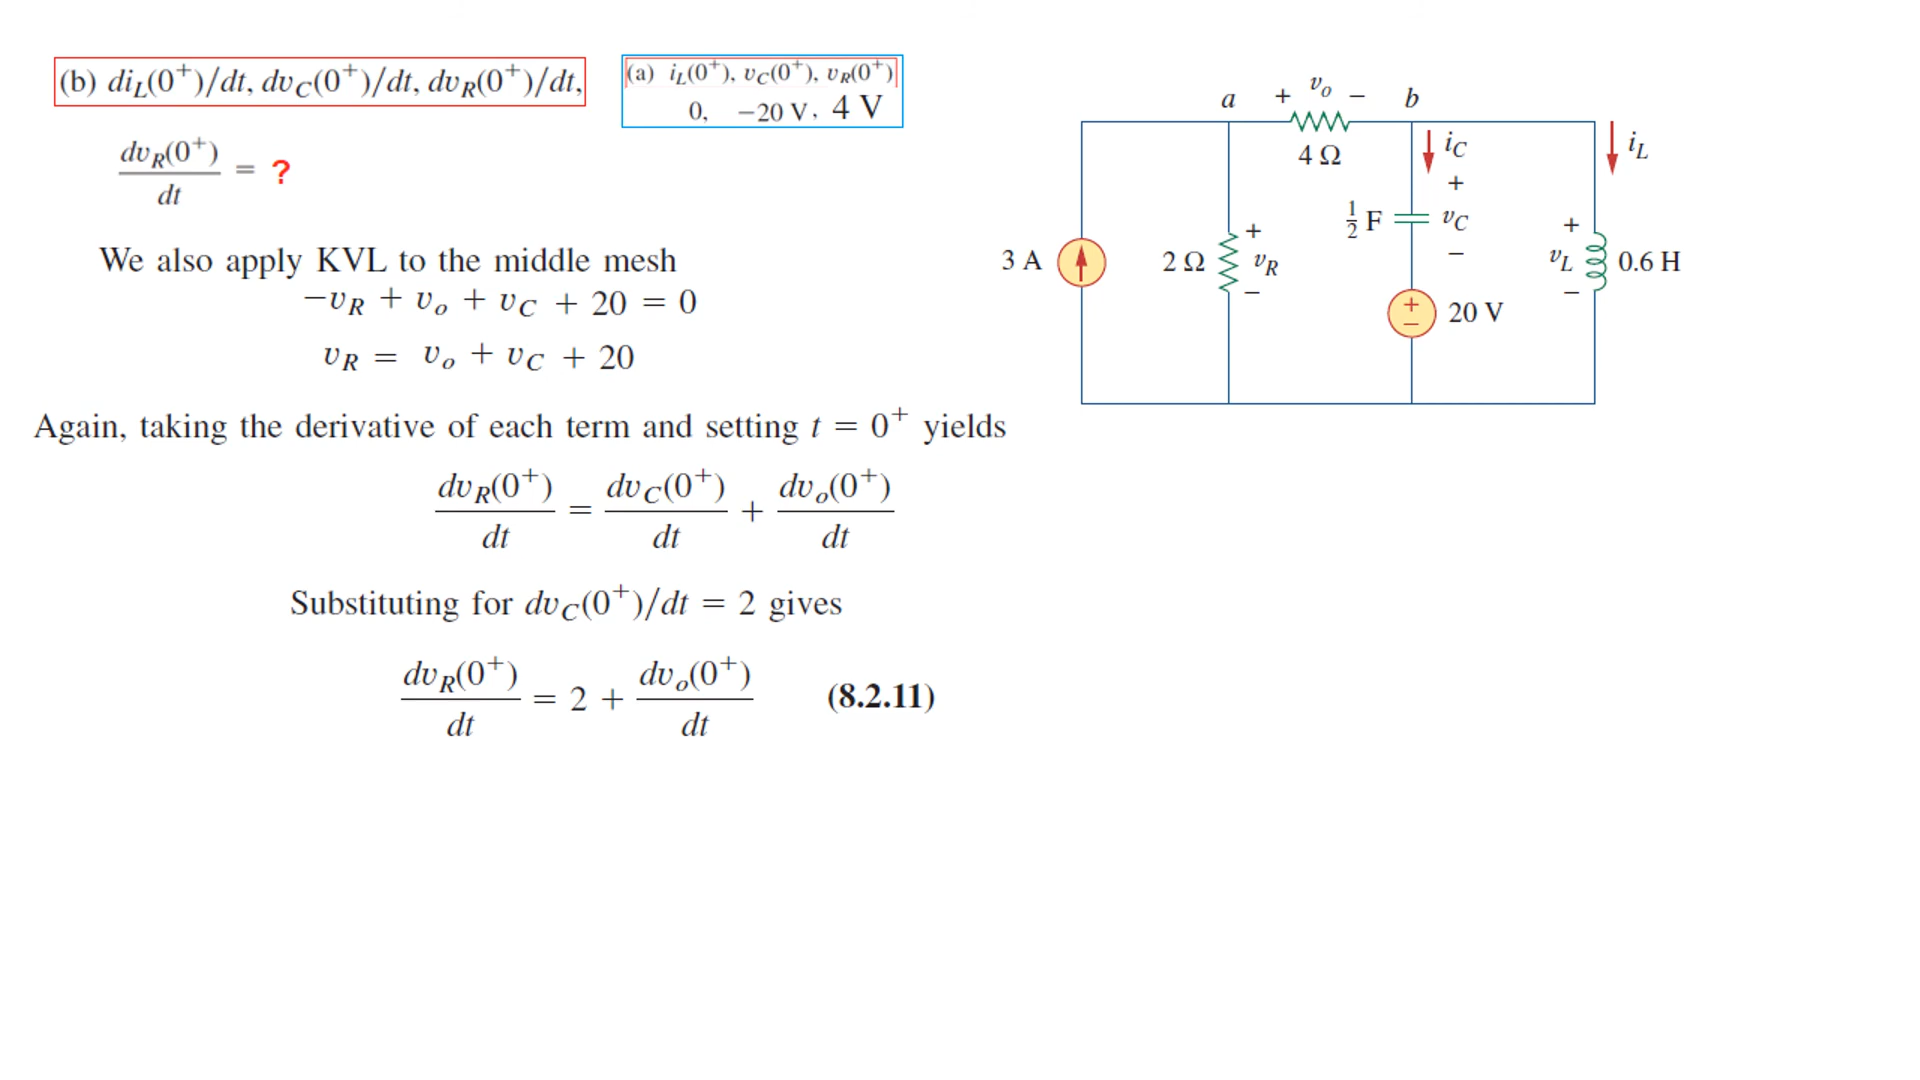 (b) di_L(0⁺)/dt, dv_C(0⁺)/dt, dv_R(0⁺)/dt,
(a) i_L(0⁺), v_C(0⁺), v_R(0⁺)
0, −20 V, 4 V
dv_R(0⁺)/dt = ?
We also apply KVL to the middle mesh
−v_R + v_o + v_C + 20 = 0
v_R = v_o + v_C + 20
Again, taking the derivative of each term and setting t = 0⁺ yields
dv_R(0⁺)/dt = dv_C(0⁺)/dt + dv_o(0⁺)/dt
Substituting for dv_C(0⁺)/dt = 2 gives
dv_R(0⁺)/dt = 2 + dv_o(0⁺)/dt (8.2.11)
a + v_o − b
4 Ω
i_C
i_L
+
½ F
v_C
−
+
v_R
−
+
v_L
−
3 A
2 Ω
0.6 H
+
−
20 V